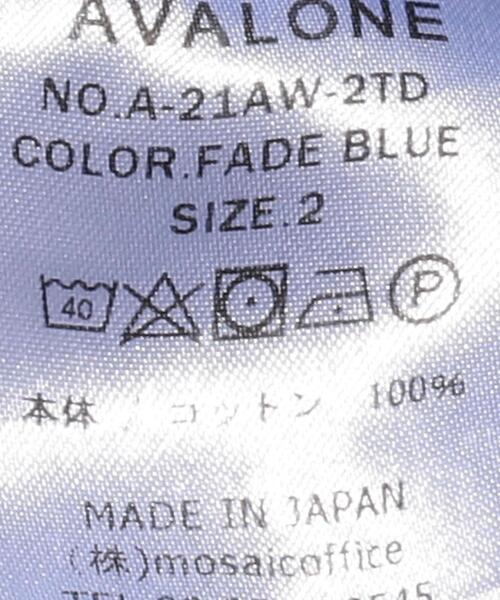 AVALONE
NO.A-21AW-2TD
COLOR.FADE BLUE
SIZE.2
40 P
本体 / コットン 100%
MADE IN JAPAN
(株)mosaicoffice
TEL